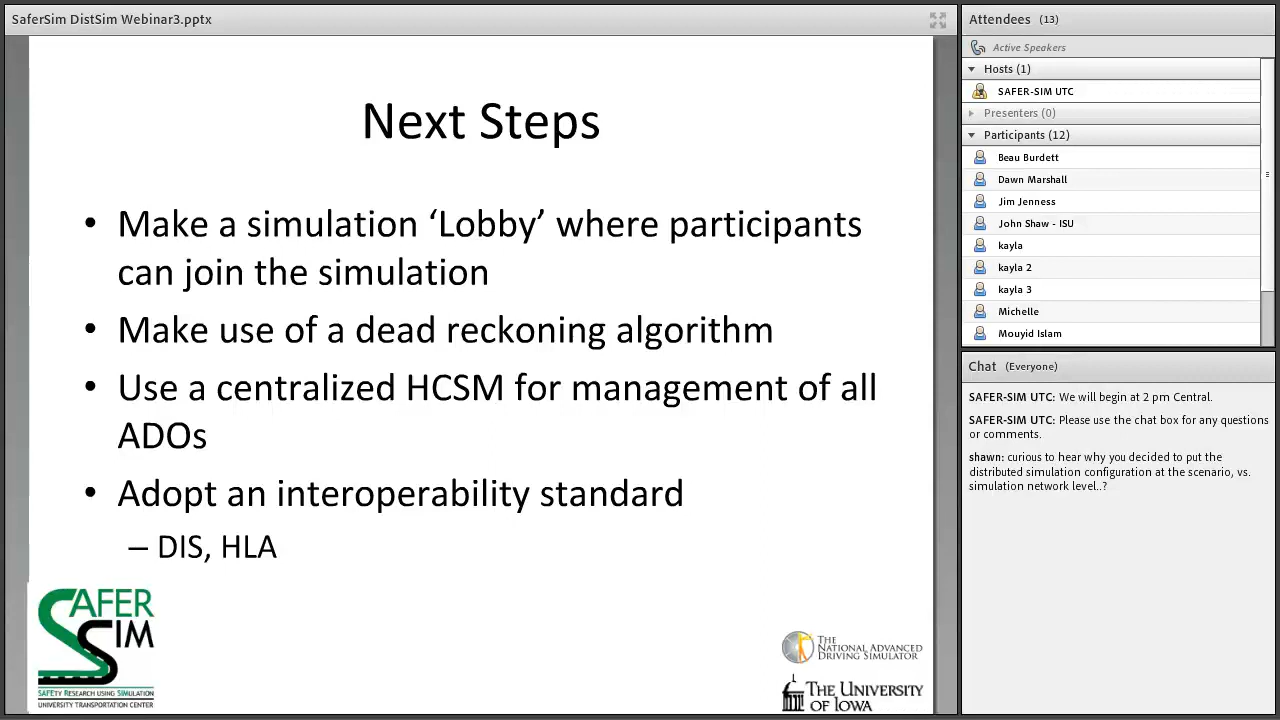 SaferSim DistSim Webinar3.pptx
Next Steps
• Make a simulation ‘Lobby’ where participants
can join the simulation
• Make use of a dead reckoning algorithm
• Use a centralized HCSM for management of all
ADOs
• Adopt an interoperability standard
– DIS, HLA
SAFER
SIM
SAFETY RESEARCH USING SIMULATION
UNIVERSITY TRANSPORTATION CENTER
THE
NATIONAL ADVANCED
DRIVING SIMULATOR
THE UNIVERSITY
OF IOWA
Attendees (13)
Active Speakers
Hosts (1)
SAFER-SIM UTC
Presenters (0)
Participants (12)
Beau Burdett
Dawn Marshall
Jim Jenness
John Shaw - ISU
kayla
kayla 2
kayla 3
Michelle
Mouyid Islam
Chat (Everyone)
SAFER-SIM UTC: We will begin at 2 pm Central.
SAFER-SIM UTC: Please use the chat box for any questions
or comments.
shawn: curious to hear why you decided to put the
distributed simulation configuration at the scenario, vs.
simulation network level..?